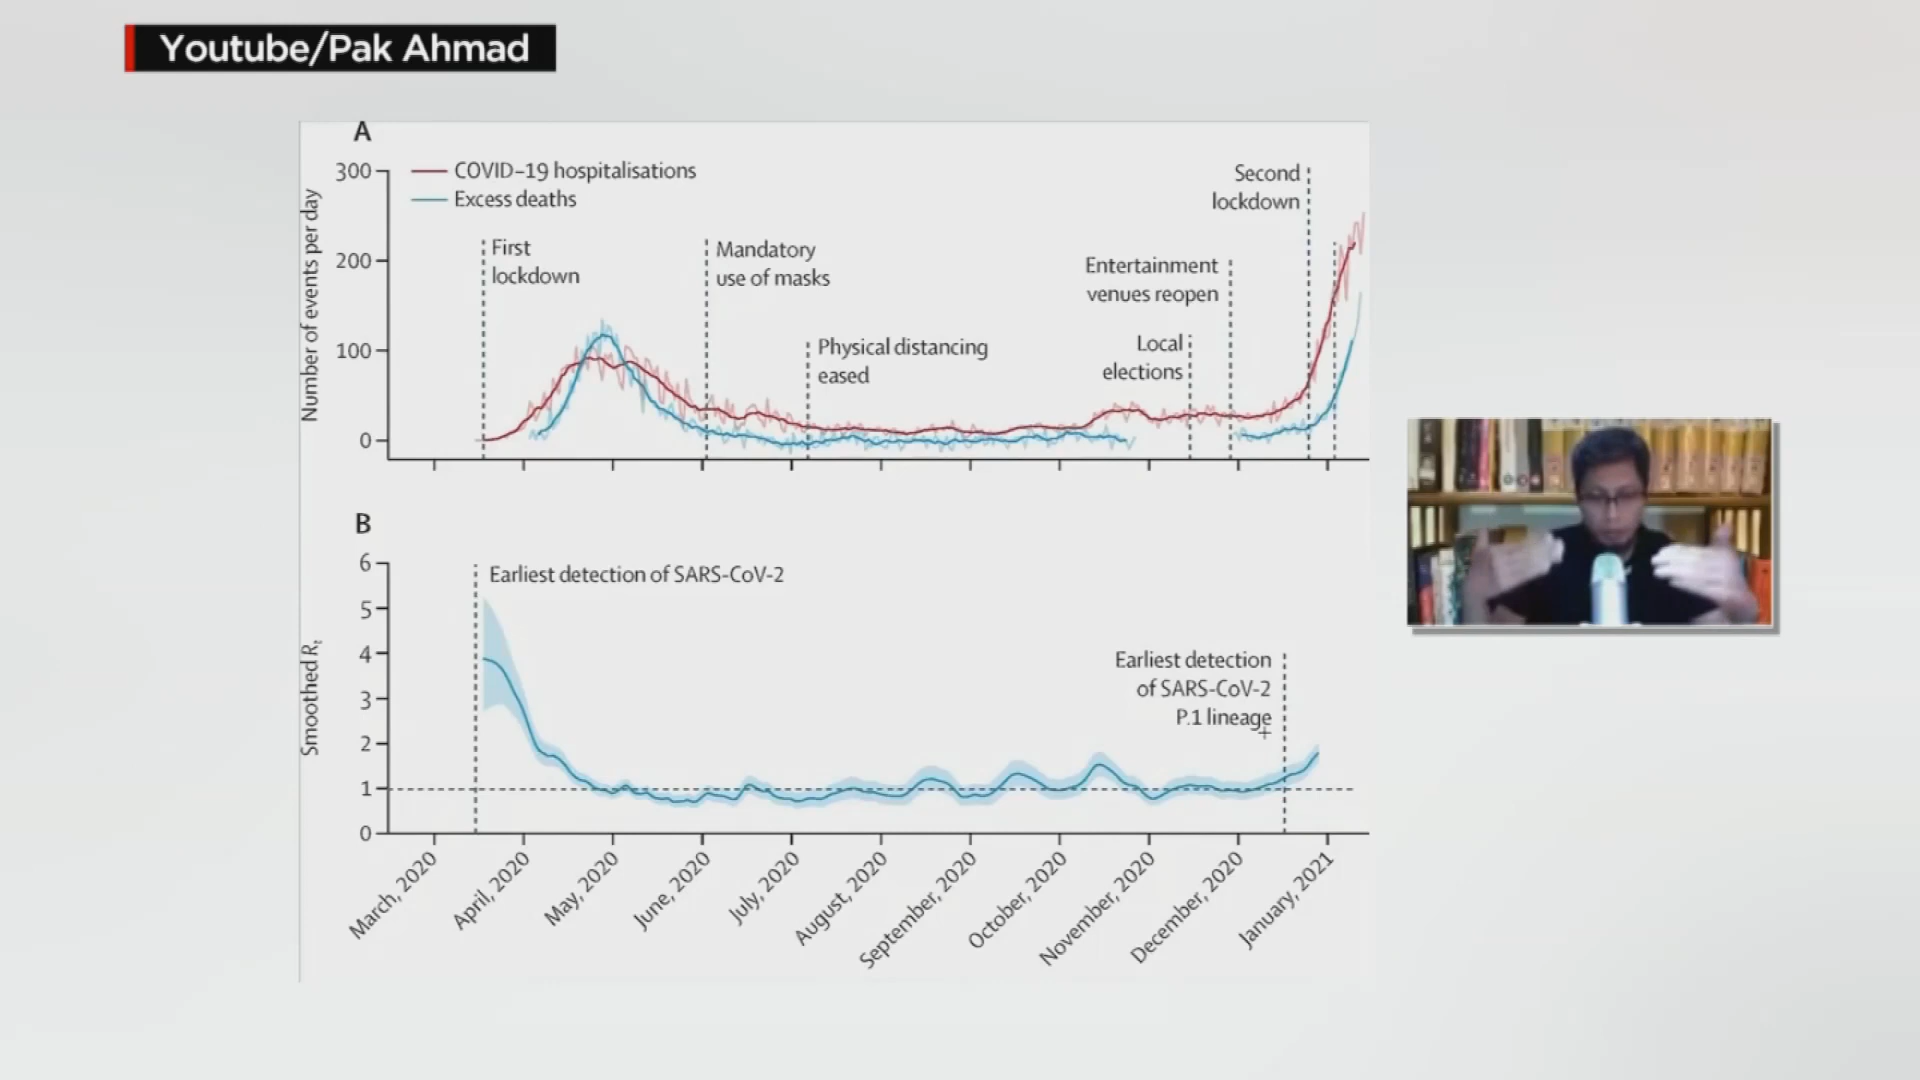 Youtube/Pak Ahmad
A
300
200
100
0
Number of events per day
COVID-19 hospitalisations
Excess deaths
First
lockdown
Mandatory
use of masks
Physical distancing
eased
Local
elections
Entertainment
venues reopen
Second
lockdown
B
6
5
4
3
2
1
0
Smoothed Rt
Earliest detection of SARS-CoV-2
Earliest detection
of SARS-CoV-2
P.1 lineage
March, 2020
April, 2020
May, 2020
June, 2020
July, 2020
August, 2020
September, 2020
October, 2020
November, 2020
December, 2020
January, 2021